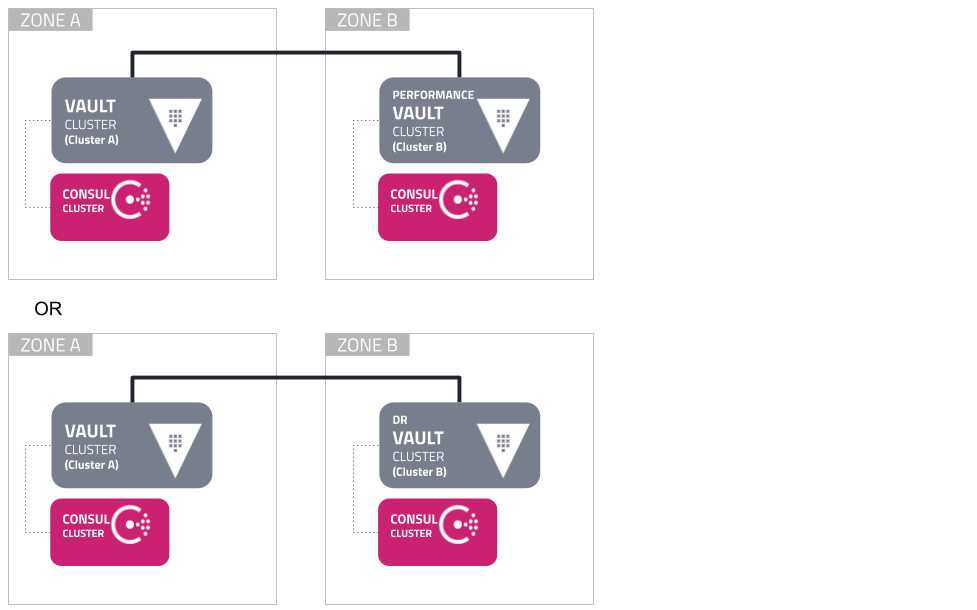 ZONE A
ZONE B
VAULT
CLUSTER
(Cluster A)
PERFORMANCE
VAULT
CLUSTER
(Cluster B)
CONSUL
CLUSTER
CONSUL
CLUSTER
OR
ZONE A
ZONE B
VAULT
CLUSTER
(Cluster A)
DR
VAULT
CLUSTER
(Cluster B)
CONSUL
CLUSTER
CONSUL
CLUSTER